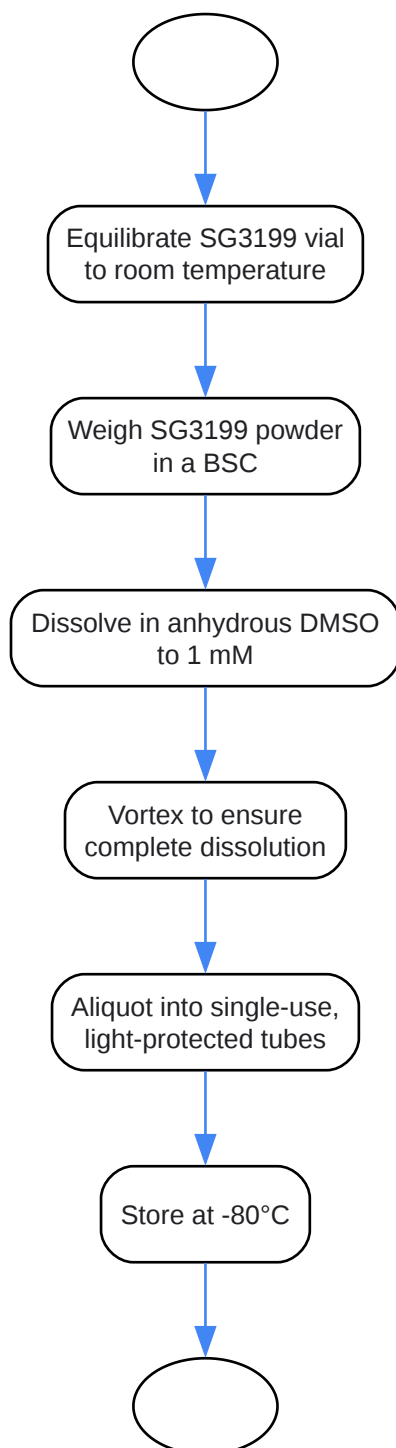 Equilibrate SG3199 vial
to room temperature
Weigh SG3199 powder
in a BSC
Dissolve in anhydrous DMSO
to 1 mM
Vortex to ensure
complete dissolution
Aliquot into single-use,
light-protected tubes
Store at -80°C